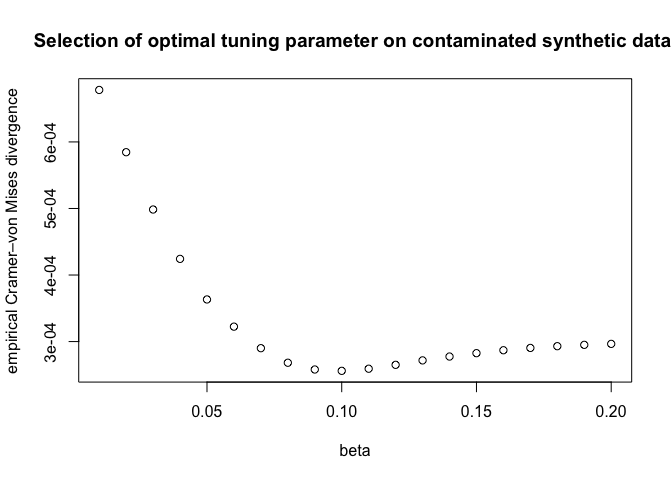 Selection of optimal tuning parameter on contaminated synthetic data
empirical Cramer–von Mises divergence
6e-04
5e-04
4e-04
3e-04
0.05 0.10 0.15 0.20
beta